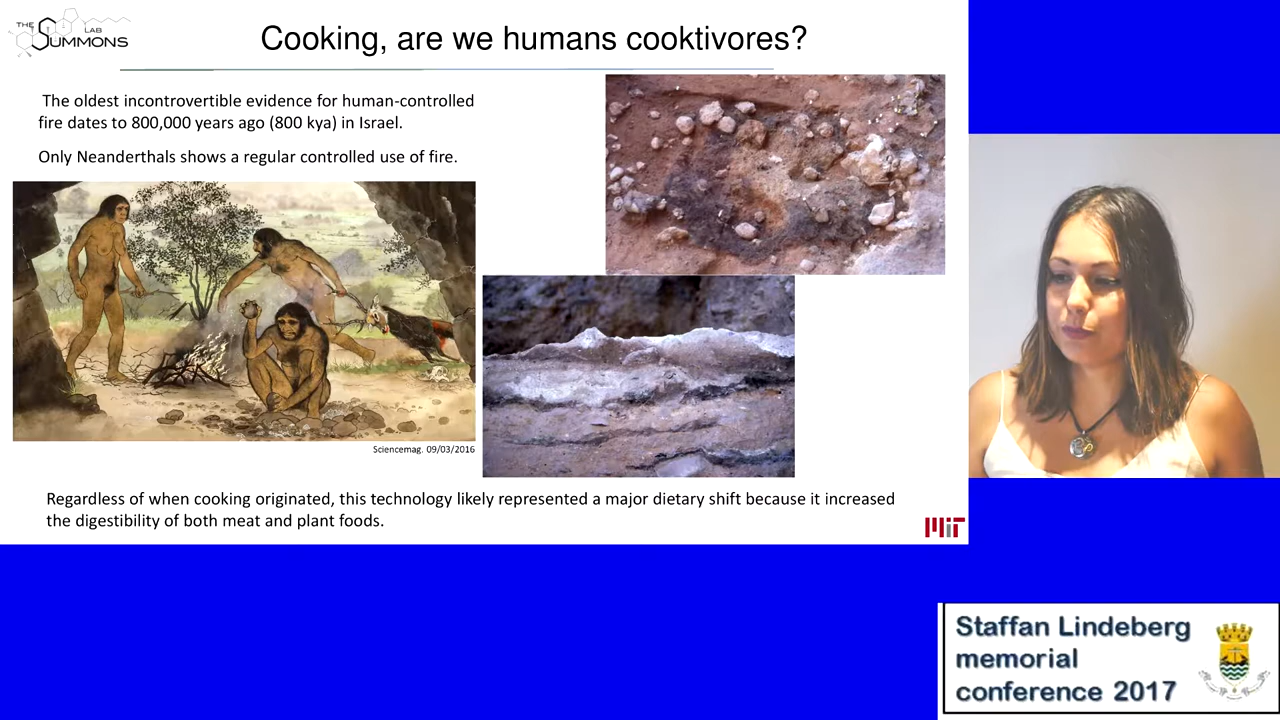 THE
LAB
SUMMONS
Cooking, are we humans cooktivores?
The oldest incontrovertible evidence for human-controlled
fire dates to 800,000 years ago (800 kya) in Israel.
Only Neanderthals shows a regular controlled use of fire.
Sciencemag. 09/03/2016
Regardless of when cooking originated, this technology likely represented a major dietary shift because it increased
the digestibility of both meat and plant foods.
MIT
Staffan Lindeberg
memorial
conference 2017